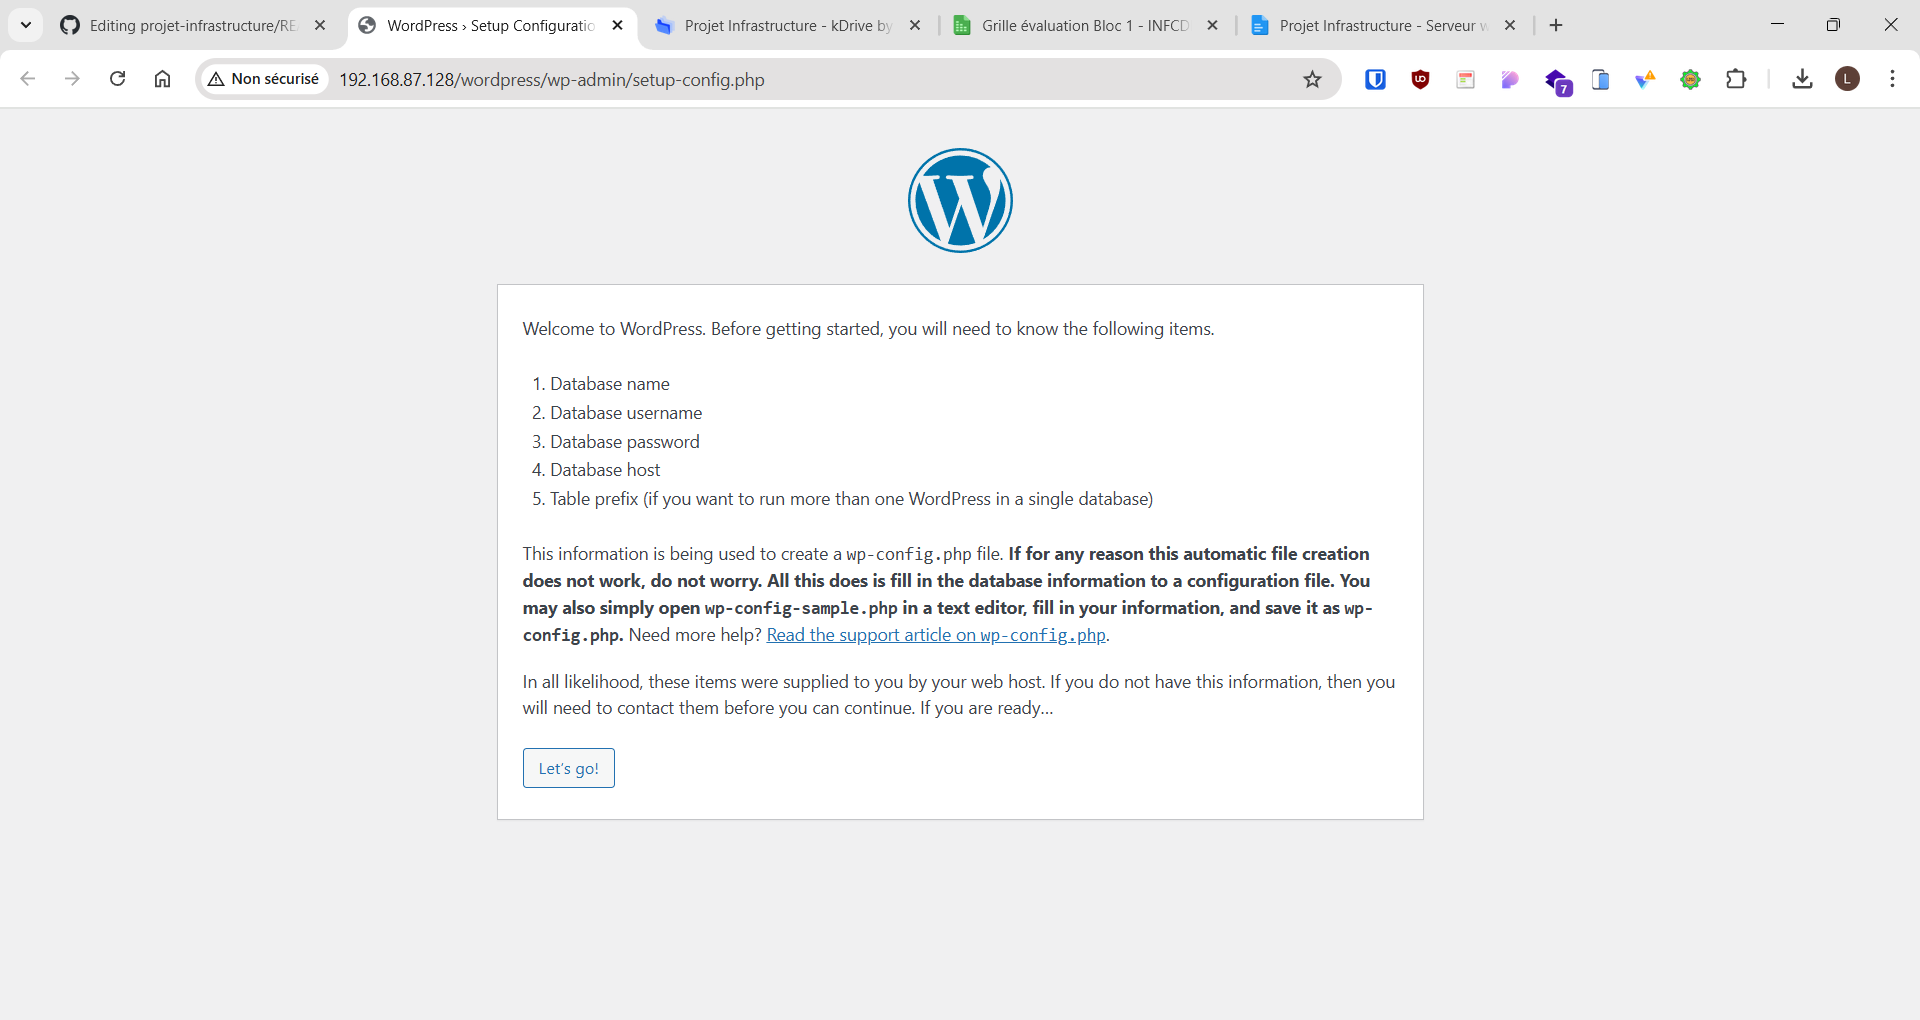 Editing projet-infrastructure/RE
WordPress › Setup Configuratio
Projet Infrastructure - kDrive by
Grille évaluation Bloc 1 - INFCD
Projet Infrastructure - Serveur w
Non sécurisé
192.168.87.128/wordpress/wp-admin/setup-config.php
7
L
Welcome to WordPress. Before getting started, you will need to know the following items.
1. Database name
2. Database username
3. Database password
4. Database host
5. Table prefix (if you want to run more than one WordPress in a single database)
This information is being used to create a wp-config.php file. If for any reason this automatic file creation
does not work, do not worry. All this does is fill in the database information to a configuration file. You
may also simply open wp-config-sample.php in a text editor, fill in your information, and save it as wp-
config.php. Need more help? Read the support article on wp-config.php.
In all likelihood, these items were supplied to you by your web host. If you do not have this information, then you
will need to contact them before you can continue. If you are ready...
Let's go!